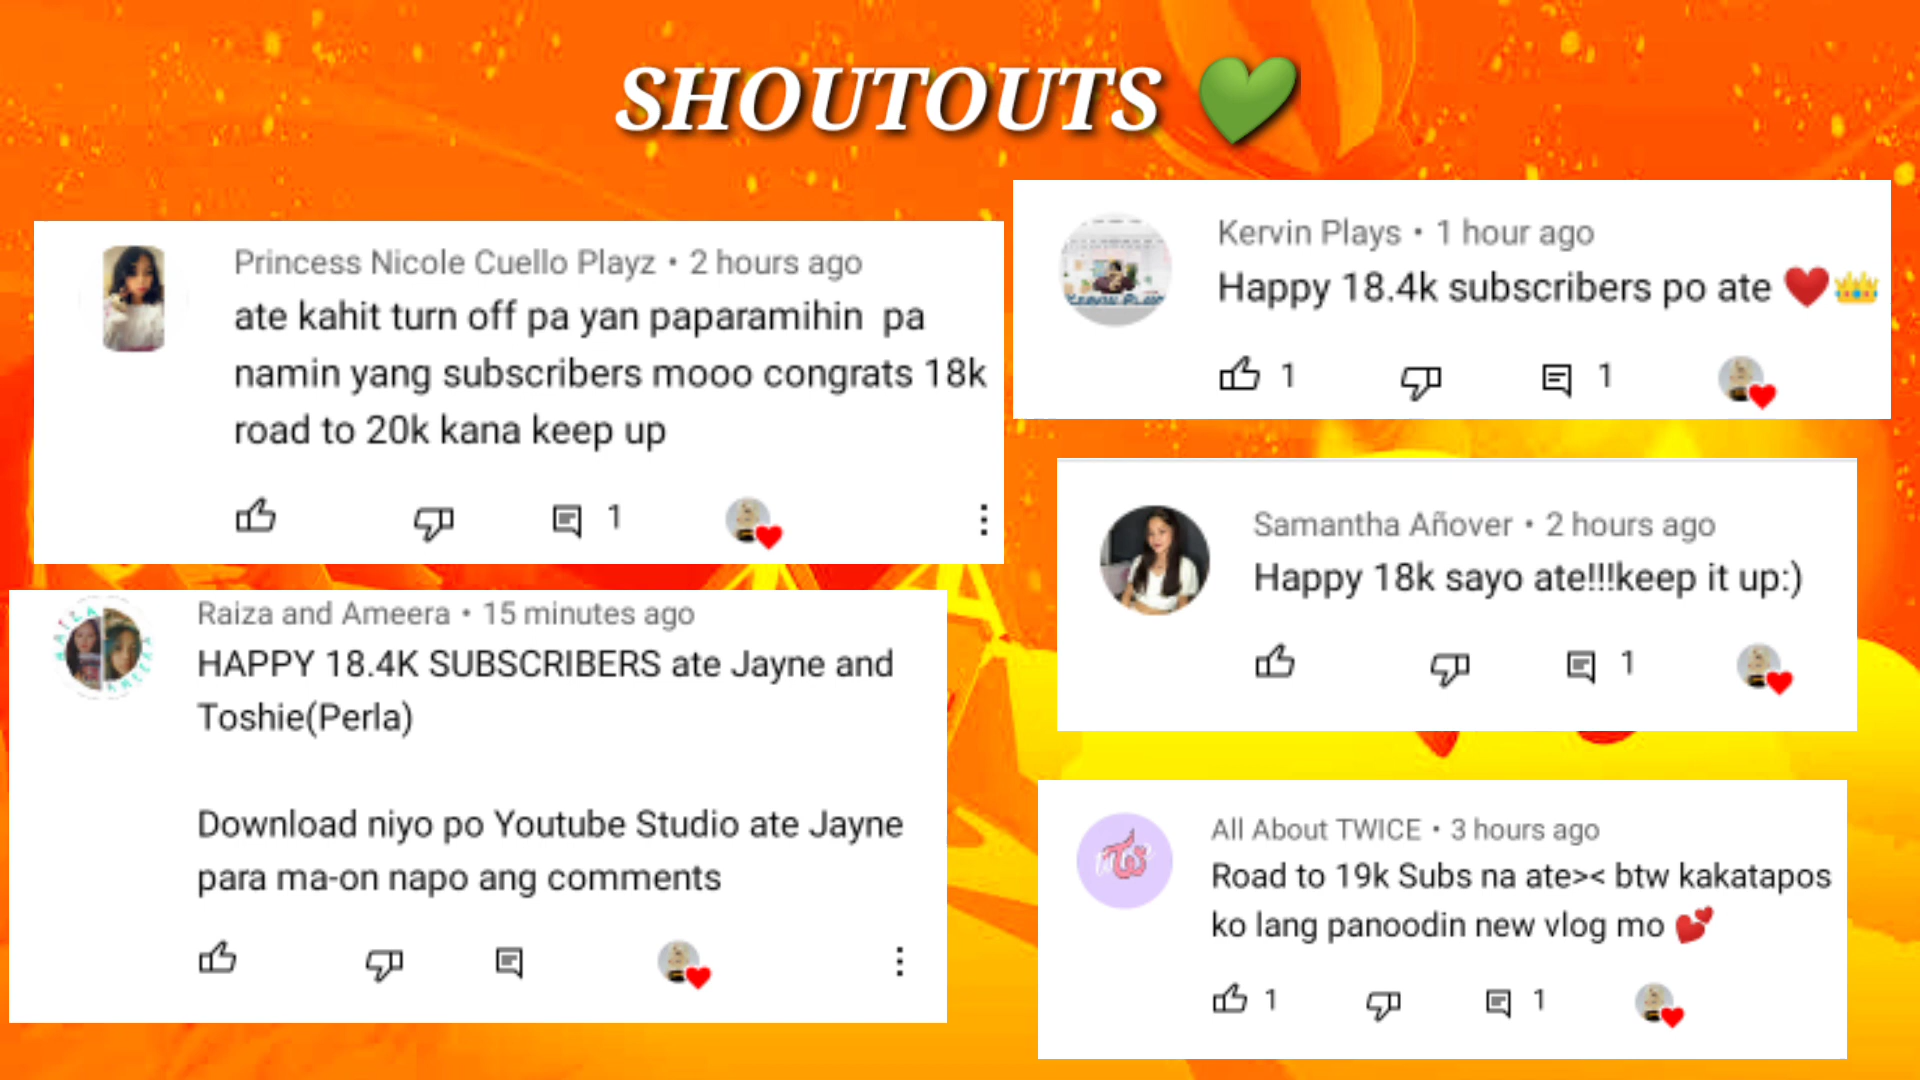 SHOUTOUTS 💚
Princess Nicole Cuello Playz • 2 hours ago
ate kahit turn off pa yan paparamihin pa
namin yang subscribers mooo congrats 18k
road to 20k kana keep up
1
Raiza and Ameera • 15 minutes ago
HAPPY 18.4K SUBSCRIBERS ate Jayne and
Toshie(Perla)
Download niyo po Youtube Studio ate Jayne
para ma-on napo ang comments
Kervin Plays • 1 hour ago
Happy 18.4k subscribers po ate ❤️👑
1 1
Samantha Añover • 2 hours ago
Happy 18k sayo ate!!!keep it up:)
1
All About TWICE • 3 hours ago
Road to 19k Subs na ate>< btw kakatapos
ko lang panoodin new vlog mo 💕
1 1